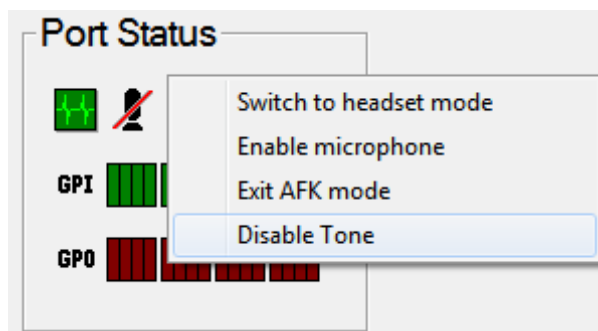 Port Status
Switch to headset mode
Enable microphone
GPI
Exit AFK mode
Disable Tone
GPO